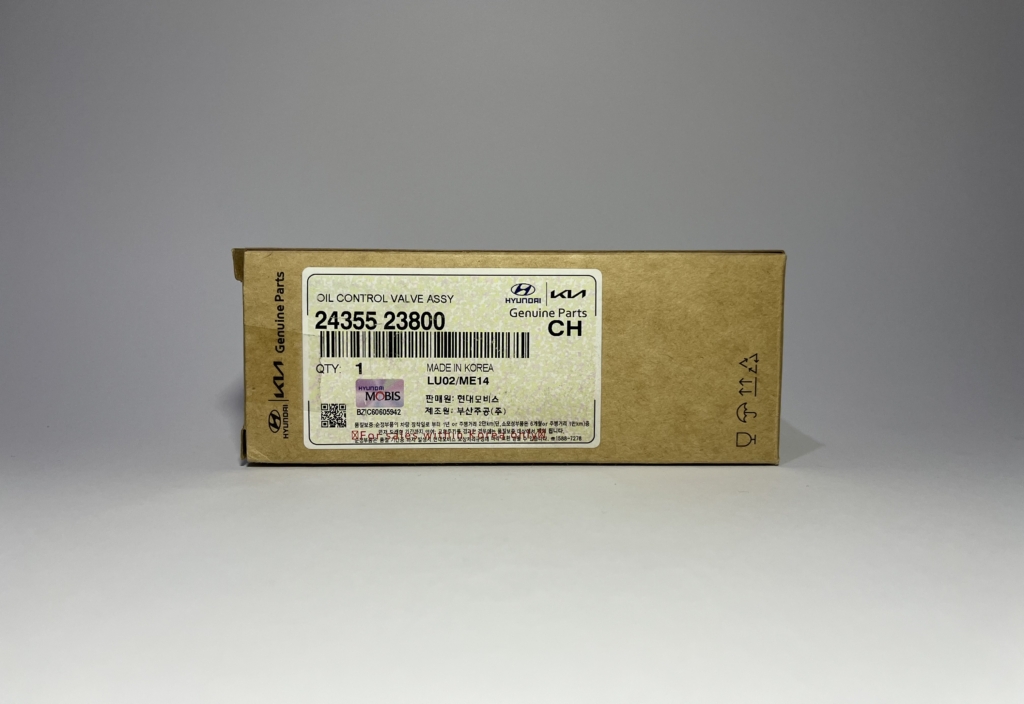 Genuine Parts
HYUNDAI KIA
OIL CONTROL VALVE ASSY
HYUNDAI KIA
Genuine Parts
24355 23800
CH
QTY: 1
MADE IN KOREA
LU02/ME14
HYUNDAI
MOBIS
판매원: 현대모비스
BZIC60605942
제조원: 부산주공(주)